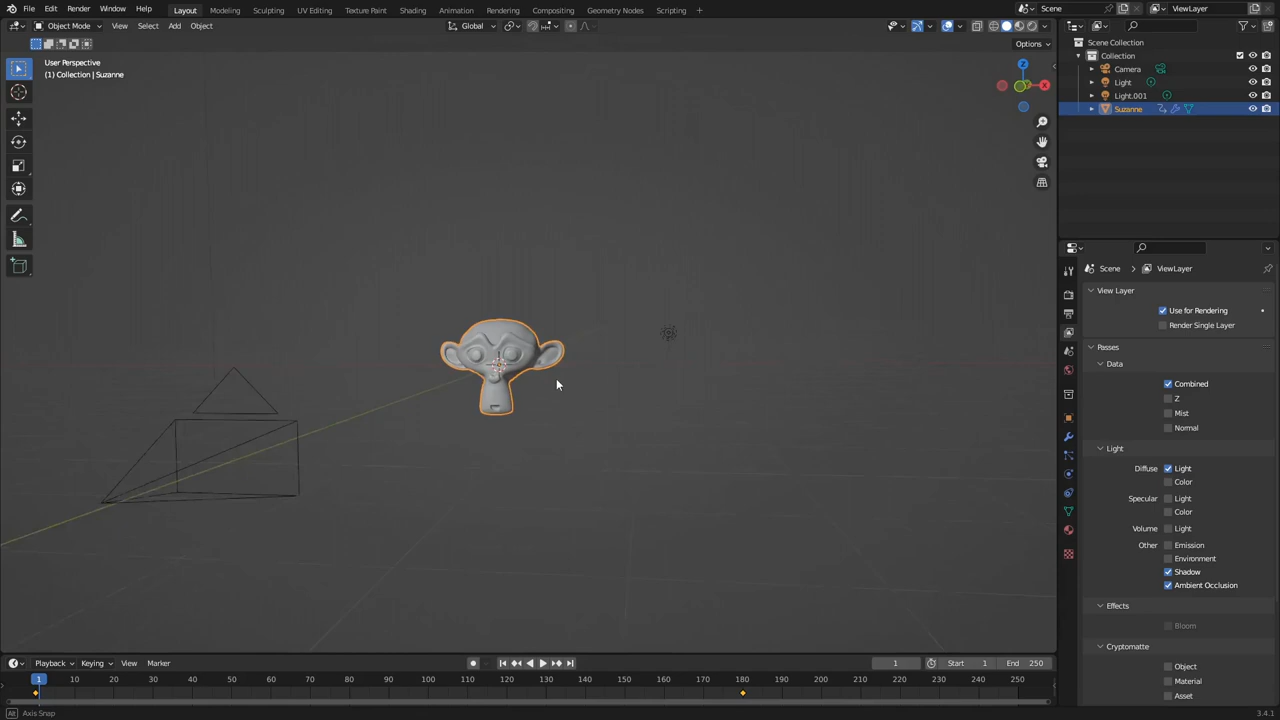 File Edit Render Window Help Layout Modeling Sculpting UV Editing Texture Paint Shading Animation Rendering Compositing Geometry Nodes Scripting Scene ViewLayer
Object Mode View Select Add Object Global
Options
User Perspective
(1) Collection | Suzanne
Z
X
Scene Collection
Collection
Camera
Light
Light.001
Suzanne
Scene ViewLayer
View Layer
Use for Rendering
Render Single Layer
Passes
Data
Combined
Z
Mist
Normal
Light
Diffuse Light
Color
Specular Light
Color
Volume Light
Other Emission
Environment
Shadow
Ambient Occlusion
Effects
Bloom
Cryptomatte
Object
Material
Asset
Playback Keying View Marker 1 Start 1 End 250
1 10 20 30 40 50 60 70 80 90 100 110 120 130 140 150 160 170 180 190 200 210 220 230 240 250
Alt Axis Snap 3.4.1